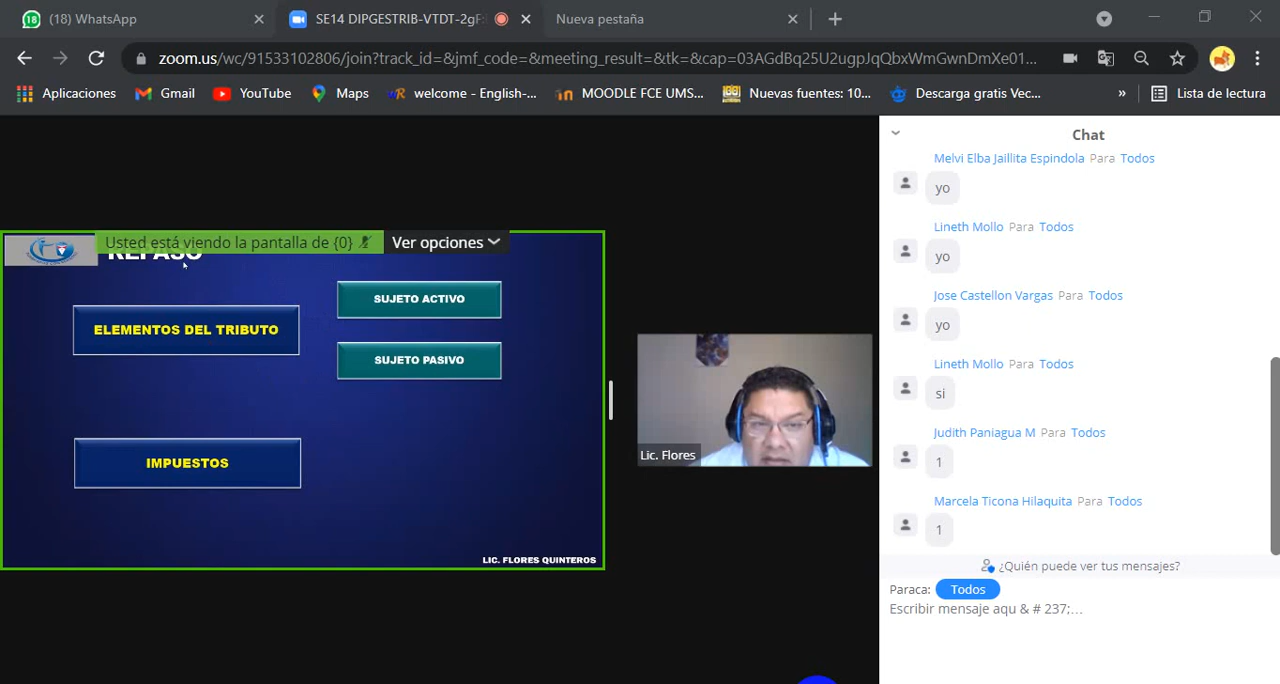 (18) WhatsApp
SE14 DIPGESTRIB-VTDT-2gF
Nueva pestaña
zoom.us/wc/91533102806/join?track_id=&jmf_code=&meeting_result=&tk=&cap=03AGdBq25U2ugpJqQbxWmGwnDmXe01...
Aplicaciones
Gmail
YouTube
Maps
welcome - English-...
MOODLE FCE UMS...
Nuevas fuentes: 10...
Descarga gratis Vec...
»
Lista de lectura
Usted está viendo la pantalla de {0}
Ver opciones
REPASO
SUJETO ACTIVO
ELEMENTOS DEL TRIBUTO
SUJETO PASIVO
IMPUESTOS
LIC. FLORES QUINTEROS
Lic. Flores
Chat
Melvi Elba Jaillita Espindola Para Todos
yo
Lineth Mollo Para Todos
yo
Jose Castellon Vargas Para Todos
yo
Lineth Mollo Para Todos
si
Judith Paniagua M Para Todos
1
Marcela Ticona Hilaquita Para Todos
1
¿Quién puede ver tus mensajes?
Paraca: Todos
Escribir mensaje aqu & # 237;...